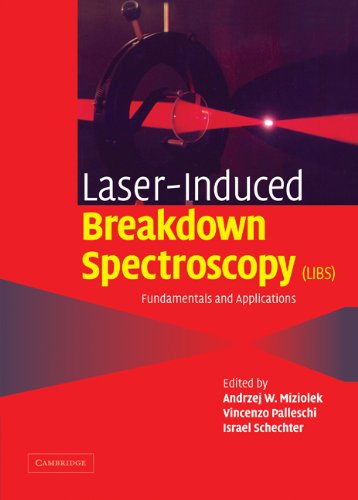 Laser-Induced
Breakdown
Spectroscopy (LIBS)
Fundamentals and Applications
Edited by
Andrzej W. Miziolek
Vincenzo Palleschi
Israel Schechter
CAMBRIDGE